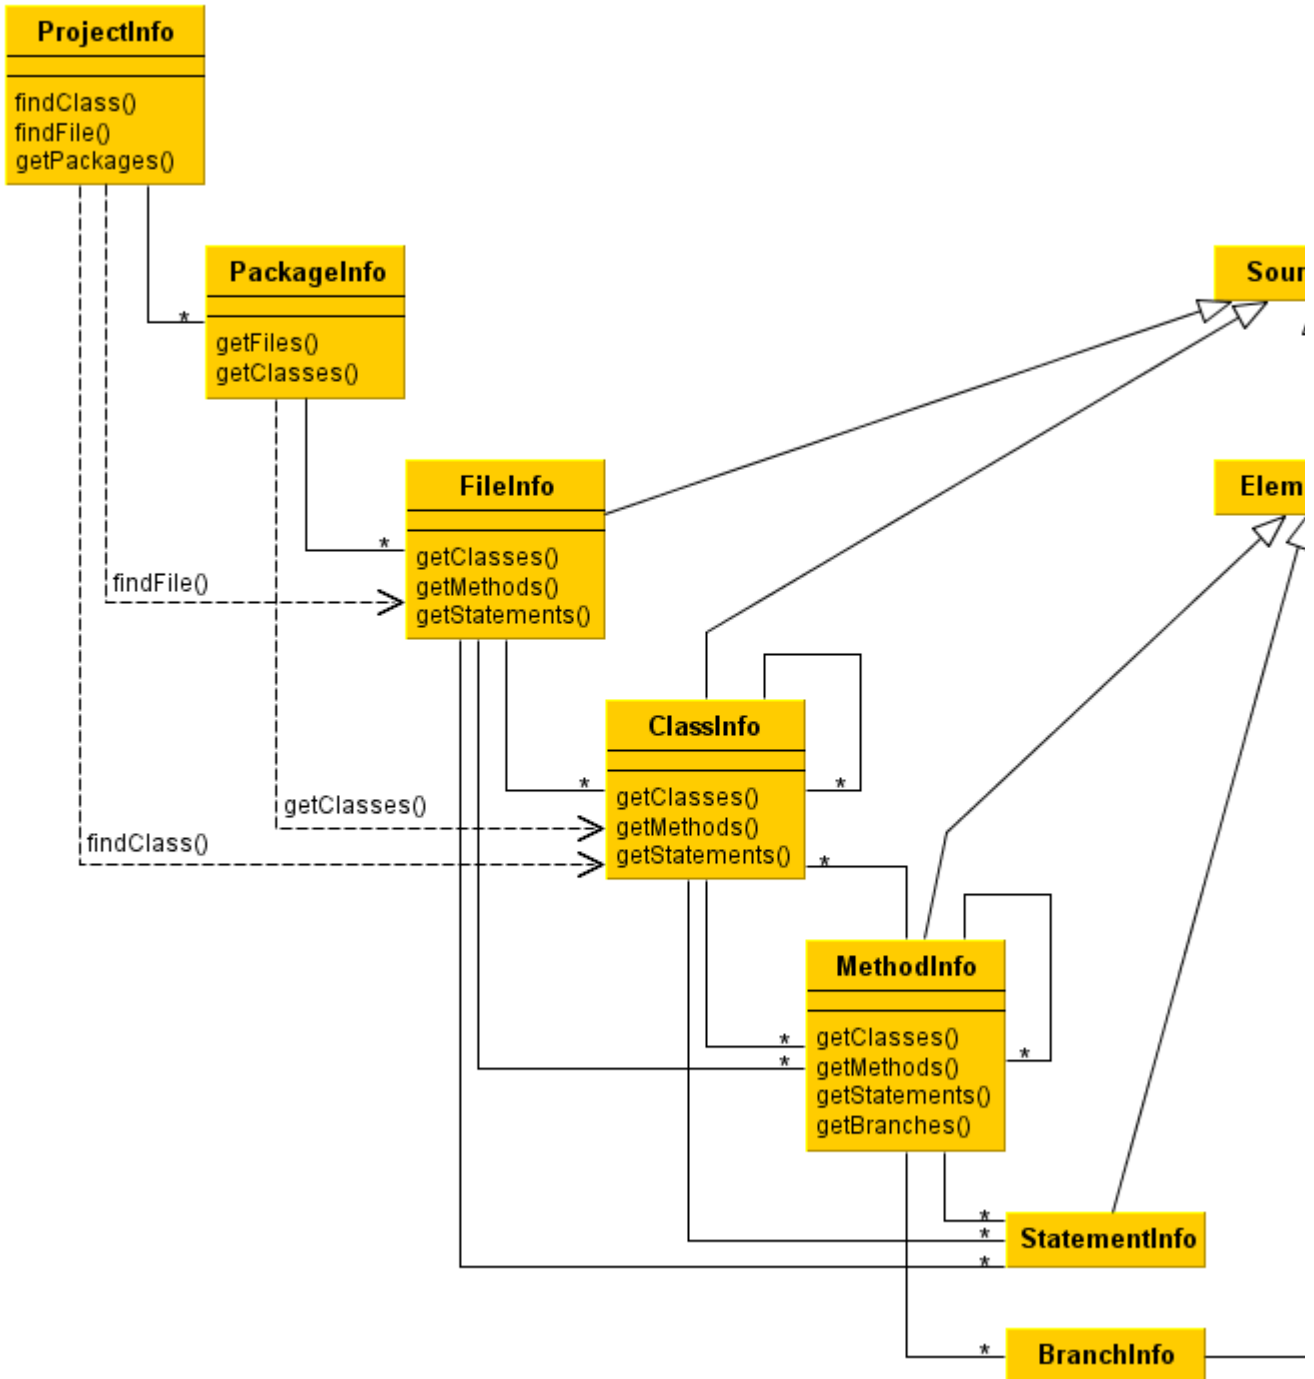 ProjectInfo
findClass()
findFile()
getPackages()
PackageInfo
*
getFiles()
getClasses()
Sour
FileInfo
*
getClasses()
getMethods()
getStatements()
Elem
findFile()
ClassInfo
*
*
getClasses()
getMethods()
getStatements()
getClasses()
findClass()
*
MethodInfo
*
*
*
getClasses()
getMethods()
getStatements()
getBranches()
*
*
*
StatementInfo
*
BranchInfo